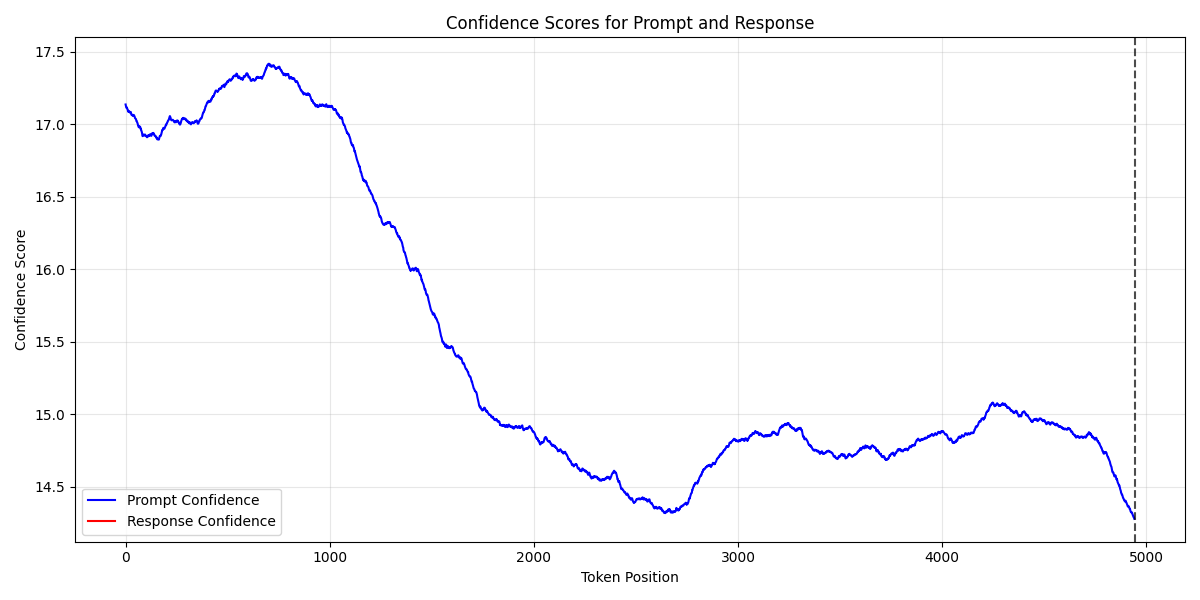 Confidence Scores for Prompt and Response
Confidence Score
17.5
17.0
16.5
16.0
15.5
15.0
14.5
Prompt Confidence
Response Confidence
0 1000 2000 3000 4000 5000
Token Position